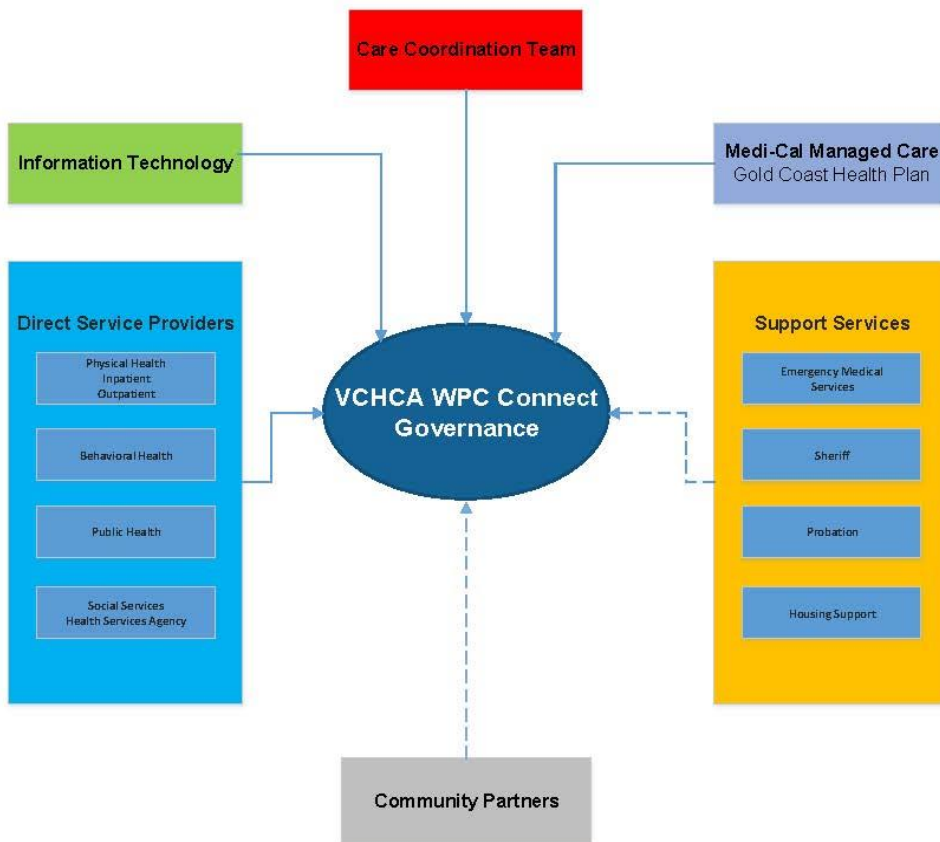 Care Coordination Team
Information Technology
Medi-Cal Managed Care
Gold Coast Health Plan
Direct Service Providers
Physical Health
Inpatient
Outpatient
Behavioral Health
Public Health
Social Services
Health Services Agency
VCHCA WPC Connect
Governance
Support Services
Emergency Medical
Services
Sheriff
Probation
Housing Support
Community Partners